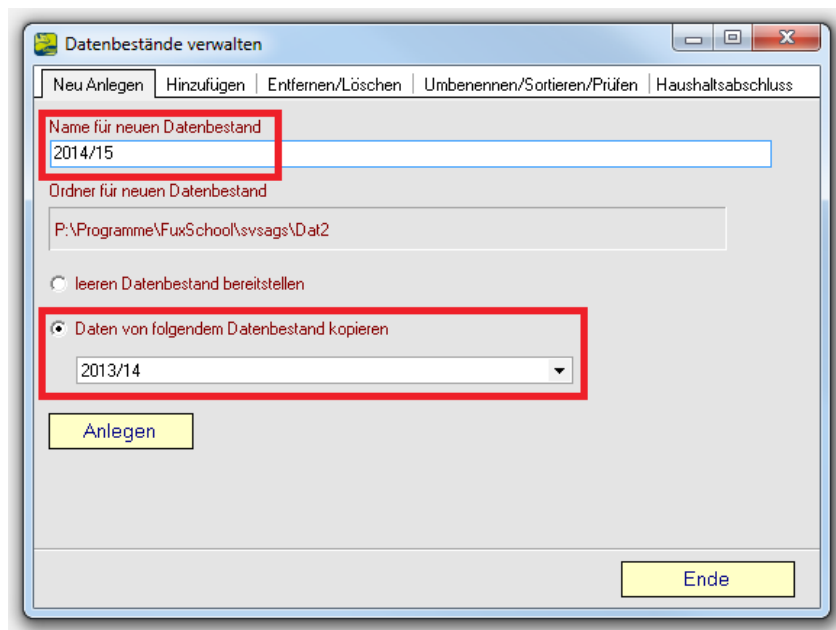 Datenbestände verwalten
Neu Anlegen Hinzufügen Entfernen/Löschen Umbenennen/Sortieren/Prüfen Haushaltsabschluss
Name für neuen Datenbestand
2014/15
Ordner für neuen Datenbestand
P:\Programme\FuxSchool\svsags\Dat2
leeren Datenbestand bereitstellen
Daten von folgendem Datenbestand kopieren
2013/14
Anlegen
Ende